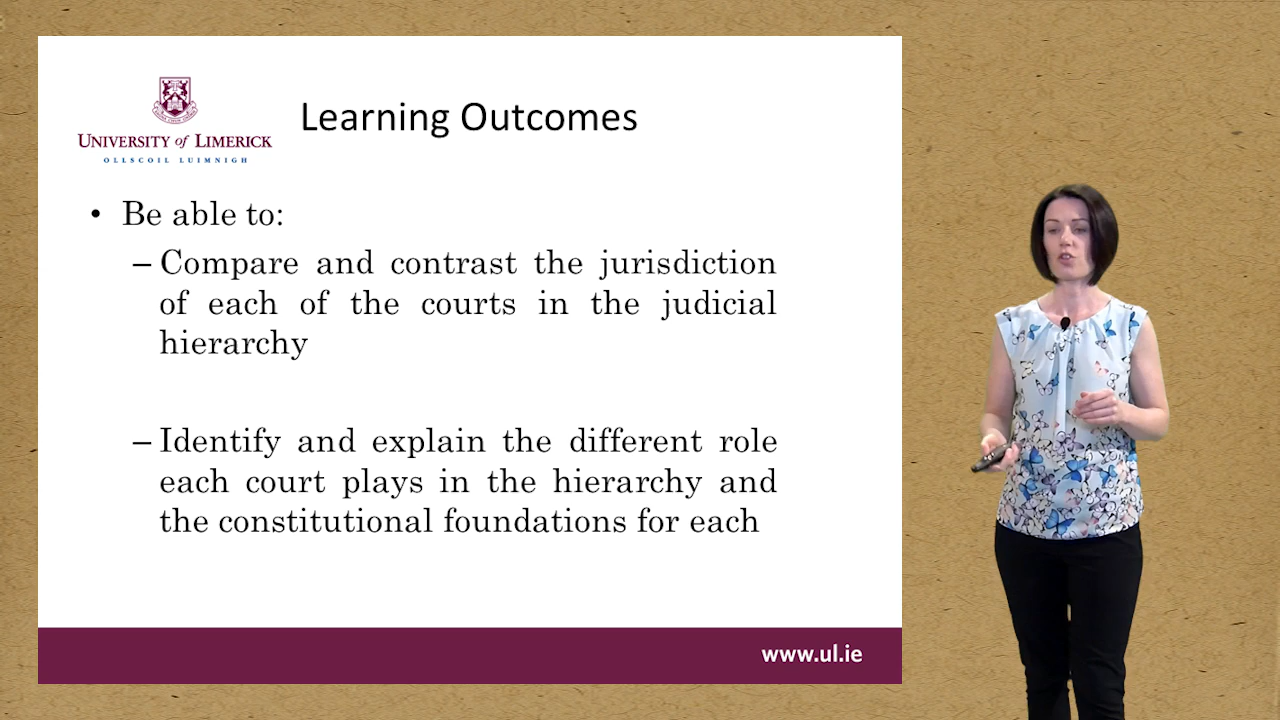 Learning Outcomes
UNIVERSITY of LIMERICK
OLLSCOIL LUIMNIGH
• Be able to:
– Compare and contrast the jurisdiction
of each of the courts in the judicial
hierarchy
– Identify and explain the different role
each court plays in the hierarchy and
the constitutional foundations for each
www.ul.ie